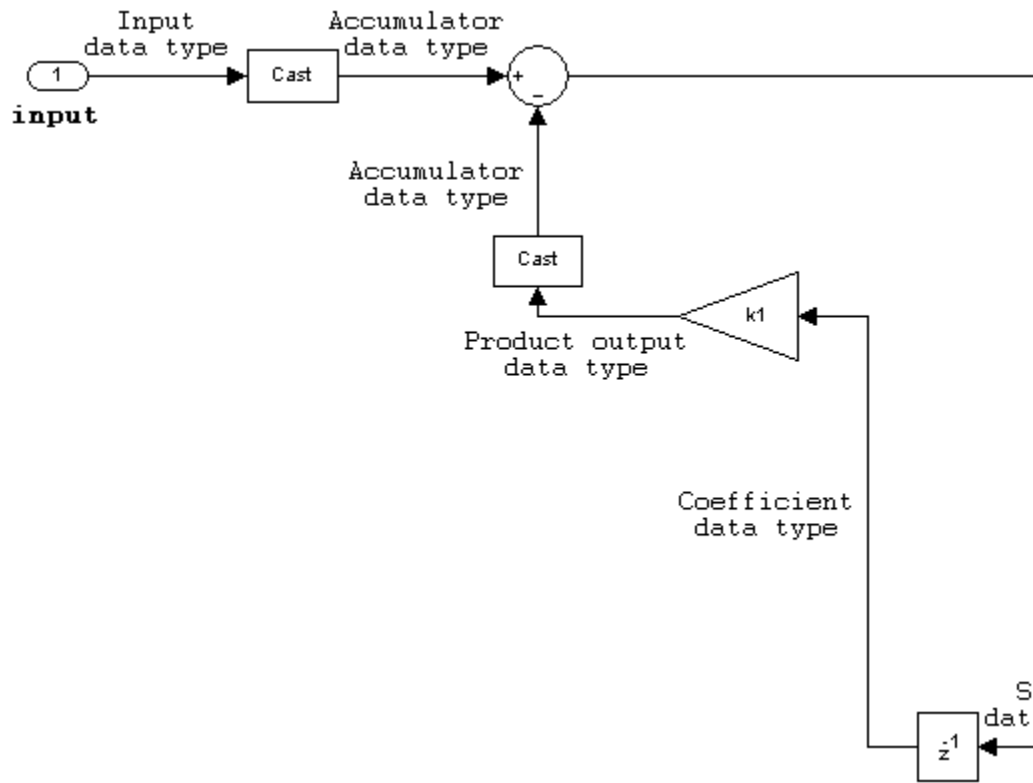 Input
data type
Accumulator
data type
1
Cast
+
-
input
Accumulator
data type
Cast
k1
Product output
data type
Coefficient
data type
S
dat
z-1